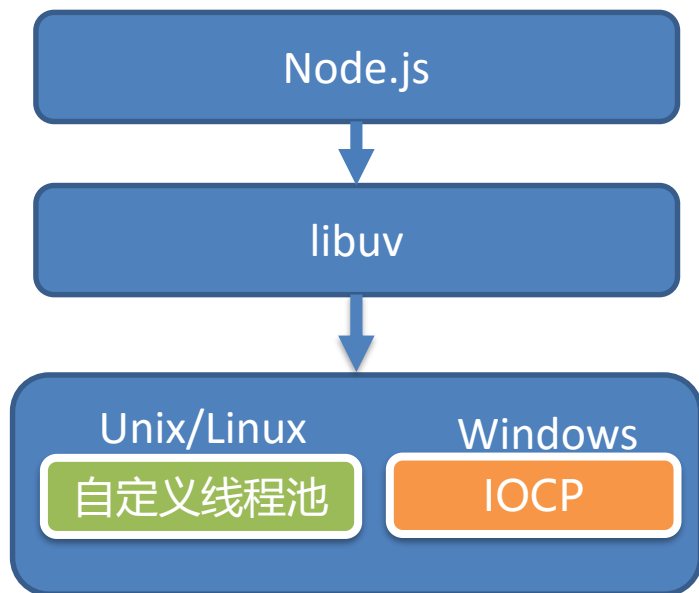 Node.js
libuv
Unix/Linux
Windows
自定义线程池
IOCP